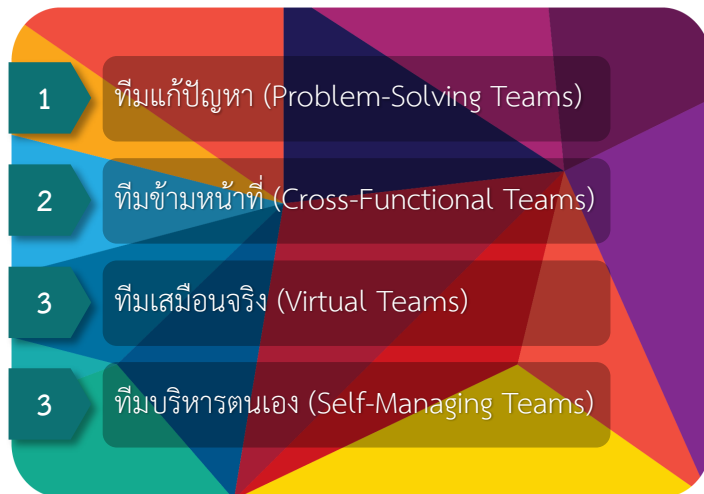 1 ทีมแก้ปัญหา (Problem-Solving Teams)
2 ทีมข้ามหน้าที่ (Cross-Functional Teams)
3 ทีมเสมือนจริง (Virtual Teams)
3 ทีมบริหารตนเอง (Self-Managing Teams)